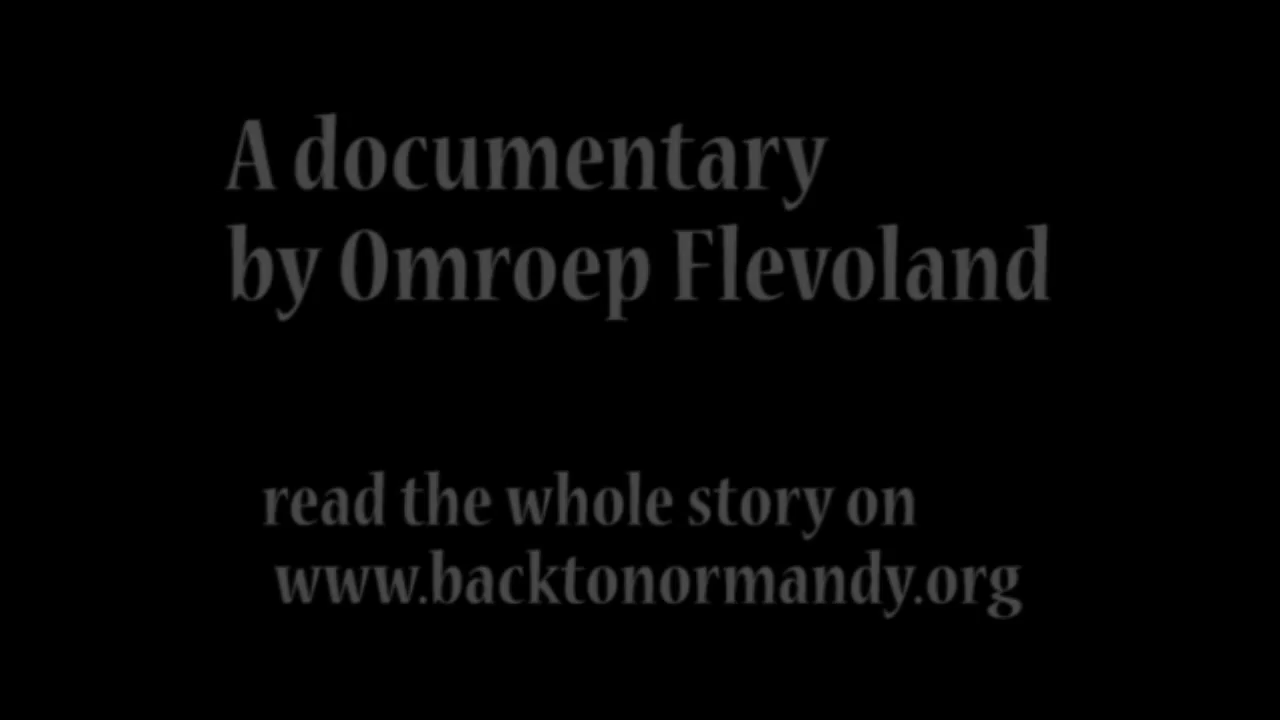 A documentary
by Omroep Flevoland
read the whole story on
www.backtonormandy.org